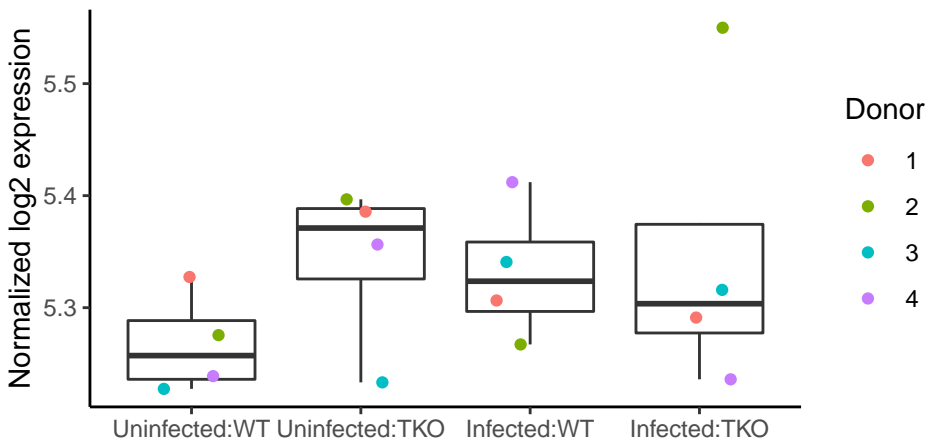 Normalized log2 expression
5.5
5.4
5.3
Uninfected:WT Uninfected:TKO Infected:WT Infected:TKO
Donor
1
2
3
4